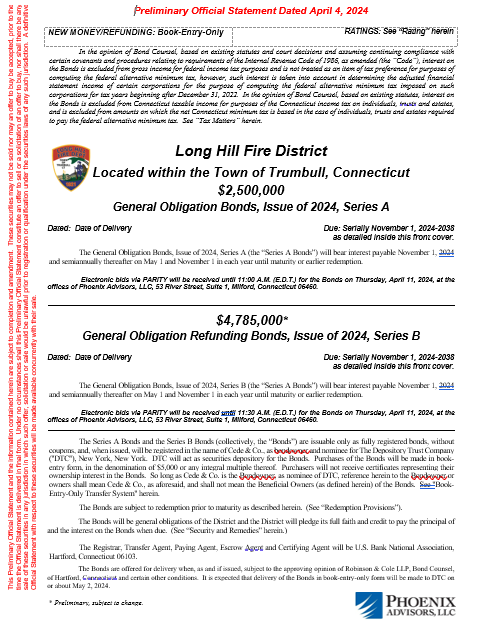 Preliminary Official Statement Dated April 4, 2024
NEW MONEY/REFUNDING: Book-Entry-Only
RATINGS: See "Rating" herein
In the opinion of Bond Counsel, based on existing statutes and court decisions and assuming continuing compliance with
certain covenants and procedures relating to requirements of the Internal Revenue Code of 1986, as amended (the "Code"), interest on
the Bonds is excluded from gross income for federal income tax purposes and is not treated as an item of tax preference for purposes of
computing the federal alternative minimum tax, however, such interest is taken into account in determining the adjusted financial
statement income of certain corporations for the purpose of computing the federal alternative minimum tax imposed on such
corporations for tax years beginning after December 31, 2022. In the opinion of Bond Counsel, based on existing statutes, interest on
the Bonds is excluded from Connecticut taxable income for purposes of the Connecticut income tax on individuals, trusts and estates,
and is excluded from amounts on which the net Connecticut minimum tax is based in the case of individuals, trusts and estates required
to pay the federal alternative minimum tax. See "Tax Matters" herein.
Long Hill Fire District
Located within the Town of Trumbull, Connecticut
$2,500,000
General Obligation Bonds, Issue of 2024, Series A
Dated: Date of Delivery
Due: Serially November 1, 2024-2038
as detailed inside this front cover.
The General Obligation Bonds, Issue of 2024, Series A (the "Series A Bonds") will bear interest payable November 1, 2024
and semiannually thereafter on May 1 and November 1 in each year until maturity or earlier redemption.
Electronic bids via PARITY will be received until 11:00 A.M. (E.D.T.) for the Bonds on Thursday, April 11, 2024, at the
offices of Phoenix Advisors, LLC, 53 River Street, Suite 1, Milford, Connecticut 06460.
$4,785,000*
General Obligation Refunding Bonds, Issue of 2024, Series B
Dated: Date of Delivery
Due: Serially November 1, 2024-2038
as detailed inside this front cover.
The General Obligation Bonds, Issue of 2024, Series B (the "Series B Bonds") will bear interest payable November 1, 2024
and semiannually thereafter on May 1 and November 1 in each year until maturity or earlier redemption.
Electronic bids via PARITY will be received until 11:30 A.M. (E.D.T.) for the Bonds on Thursday, April 11, 2024, at the
offices of Phoenix Advisors, LLC, 53 River Street, Suite 1, Milford, Connecticut 06460.
The Series A Bonds and the Series B Bonds (collectively, the "Bonds") are issuable only as fully registered bonds, without
coupons, and, when issued, will be registered in the name of Cede & Co., as bondowner and nominee for The Depository Trust Company
("DTC"), New York, New York. DTC will act as securities depository for the Bonds. Purchases of the Bonds will be made in book-
entry form, in the denomination of $5,000 or any integral multiple thereof. Purchasers will not receive certificates representing their
ownership interest in the Bonds. So long as Cede & Co. is the Bondowner, as nominee of DTC, reference herein to the Bondowner or
owners shall mean Cede & Co., as aforesaid, and shall not mean the Beneficial Owners (as defined herein) of the Bonds. See "Book-
Entry-Only Transfer System" herein.
The Bonds are subject to redemption prior to maturity as described herein. (See "Redemption Provisions").
The Bonds will be general obligations of the District and the District will pledge its full faith and credit to pay the principal of
and the interest on the Bonds when due. (See "Security and Remedies" herein).
The Registrar, Transfer Agent, Paying Agent, Escrow Agent and Certifying Agent will be U.S. Bank National Association,
Hartford, Connecticut 06103.
The Bonds are offered for delivery when, as and if issued, subject to the approving opinion of Robinson & Cole LLP, Bond Counsel,
of Hartford, Connecticut and certain other conditions. It is expected that delivery of the Bonds in book-entry-only form will be made to DTC on
or about May 2, 2024.
* Preliminary, subject to change.
PHOENIX
ADVISORS, LLC
This Preliminary Official Statement and the information contained herein are subject to completion and amendment. These securities may not be sold nor may an offer to buy be accepted, prior to the
time the Official Statement is delivered in final form. Under no circumstances shall this Preliminary Official Statement constitute an offer to sell or a solicitation of an offer to buy, nor shall there be any
sale of these securities in any jurisdiction in which such offer, solicitation or sale would be unlawful prior to registration or qualification under the securities laws of any such jurisdiction. A definitive
Official Statement with respect to these securities will be made available concurrently with their sale.